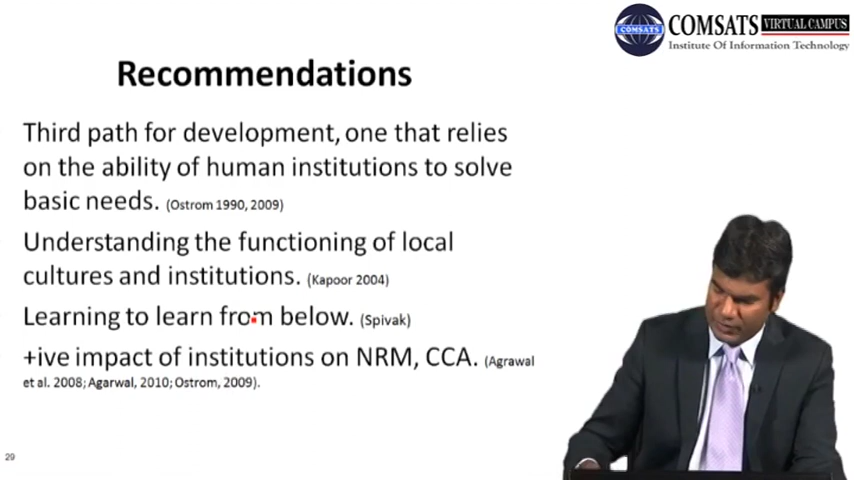 COMSATS VIRTUAL CAMPUS
COMSATS
Institute Of Information Technology
Recommendations
Third path for development, one that relies
on the ability of human institutions to solve
basic needs. (Ostrom 1990, 2009)
Understanding the functioning of local
cultures and institutions. (Kapoor 2004)
Learning to learn from below. (Spivak)
+ive impact of institutions on NRM, CCA. (Agrawal
et al. 2008; Agarwal, 2010; Ostrom, 2009).
29